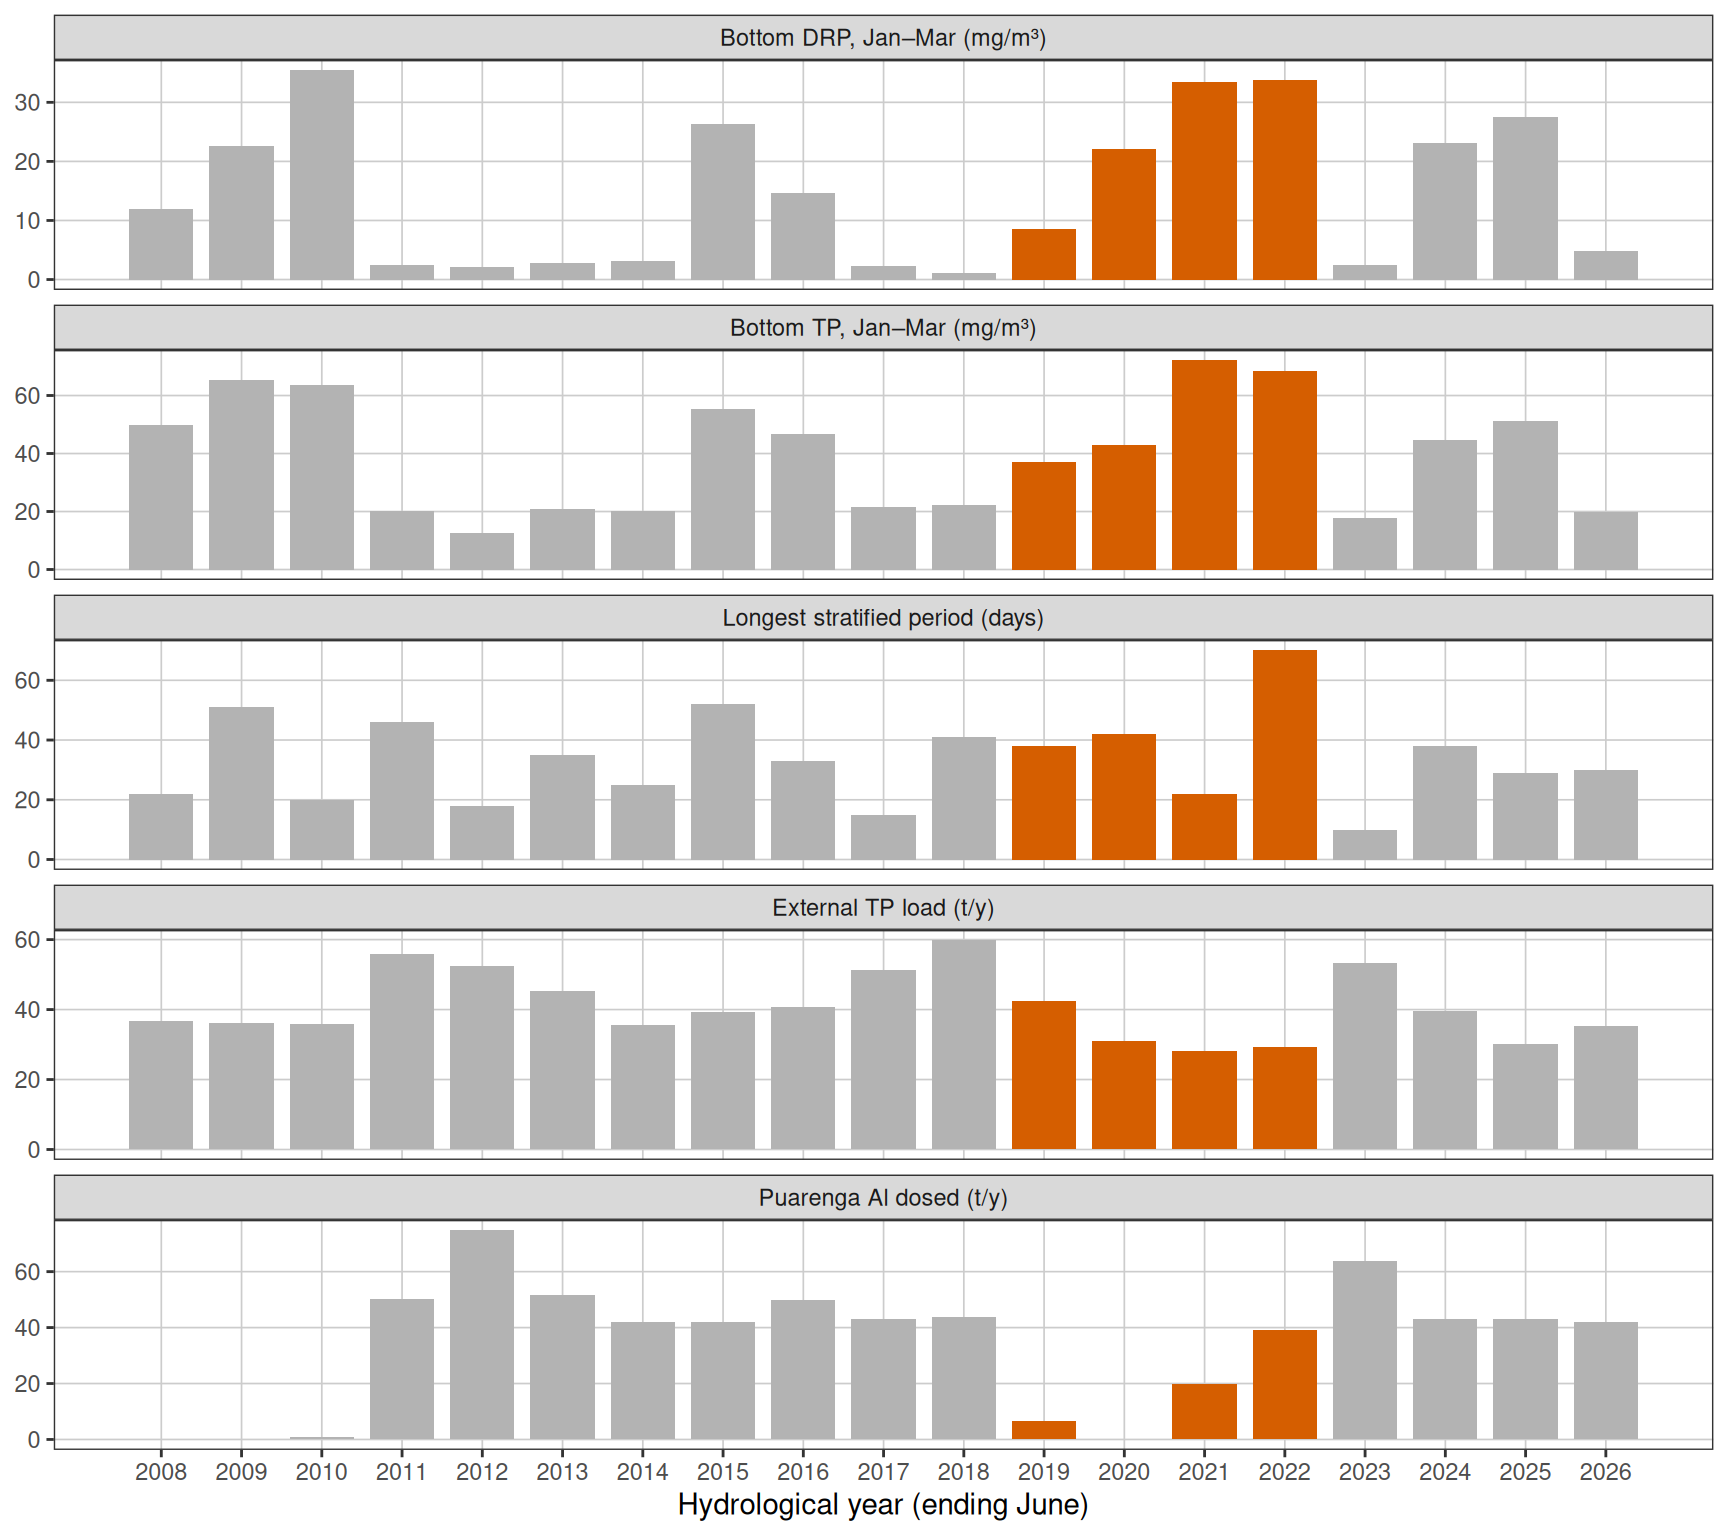 Bottom DRP, Jan–Mar (mg/m³)
30
20
10
0
Bottom TP, Jan–Mar (mg/m³)
60
40
20
0
Longest stratified period (days)
60
40
20
0
External TP load (t/y)
60
40
20
0
Puarenga Al dosed (t/y)
60
40
20
0
2008 2009 2010 2011 2012 2013 2014 2015 2016 2017 2018 2019 2020 2021 2022 2023 2024 2025 2026
Hydrological year (ending June)